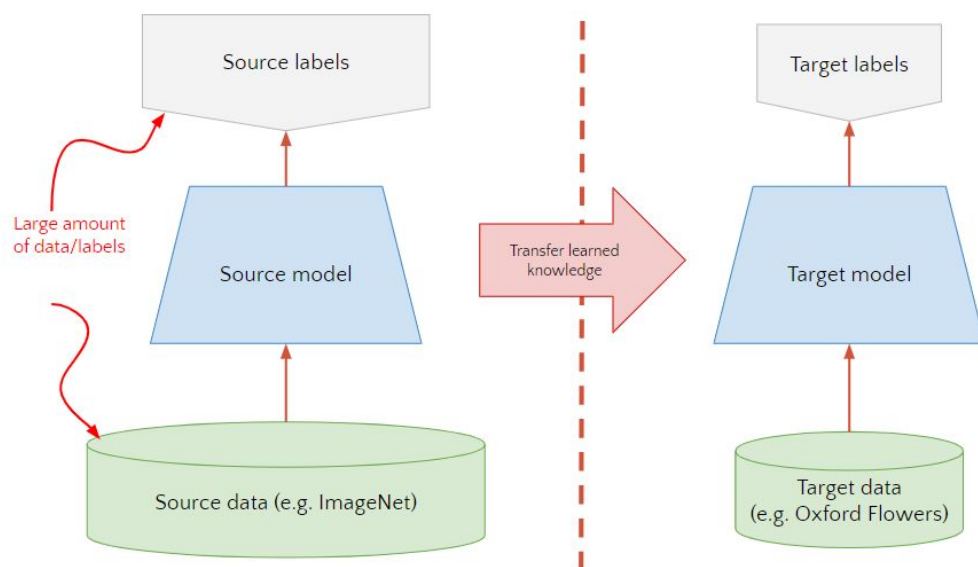 Source labels
Target labels
Large amount
of data/labels
Source model
Transfer learned
knowledge
Target model
Source data (e.g. ImageNet)
Target data
(e.g. Oxford Flowers)